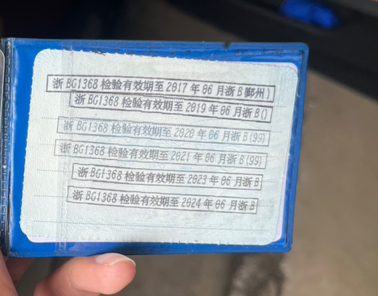 浙 BG1368 检验有效期至 2017 年 06 月浙 B 鄞州)
浙 BG1368 检验有效期至 2019 年 06 月浙 B()
浙 BG1368 检验有效期至 2020 年 06 月浙 B(99)
浙 BG1368 检验有效期至 2021 年 06 月浙 B(99)
浙 BG1368 检验有效期至 2023 年 06 月浙 B
浙 BG1368 检验有效期至 2024 年 06 月浙 B